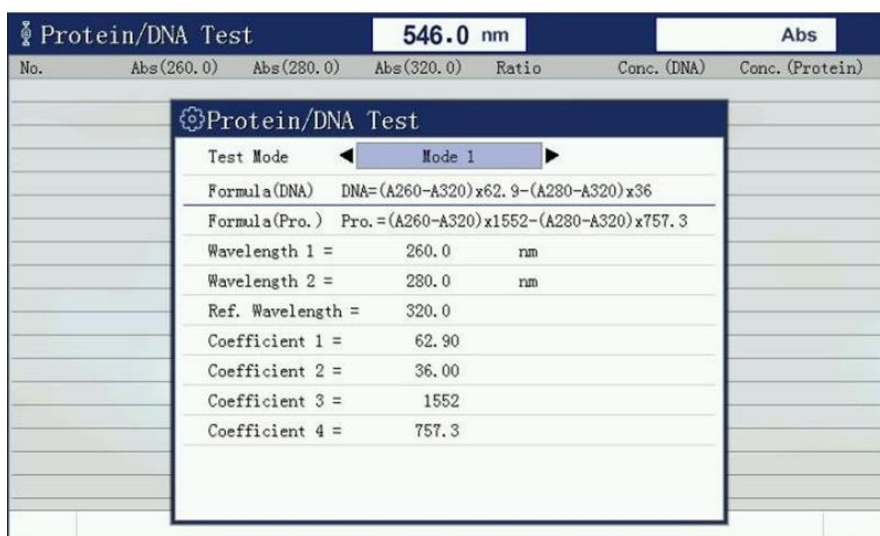 Protein/DNA Test 546.0 nm Abs
No. Abs(260.0) Abs(280.0) Abs(320.0) Ratio Conc.(DNA) Conc.(Protein)
Protein/DNA Test
Test Mode Mode 1
Formula(DNA) DNA=(A260-A320)x62.9-(A280-A320)x36
Formula(Pro.) Pro.=(A260-A320)x1552-(A280-A320)x757.3
Wavelength 1 = 260.0 nm
Wavelength 2 = 280.0 nm
Ref. Wavelength = 320.0
Coefficient 1 = 62.90
Coefficient 2 = 36.00
Coefficient 3 = 1552
Coefficient 4 = 757.3